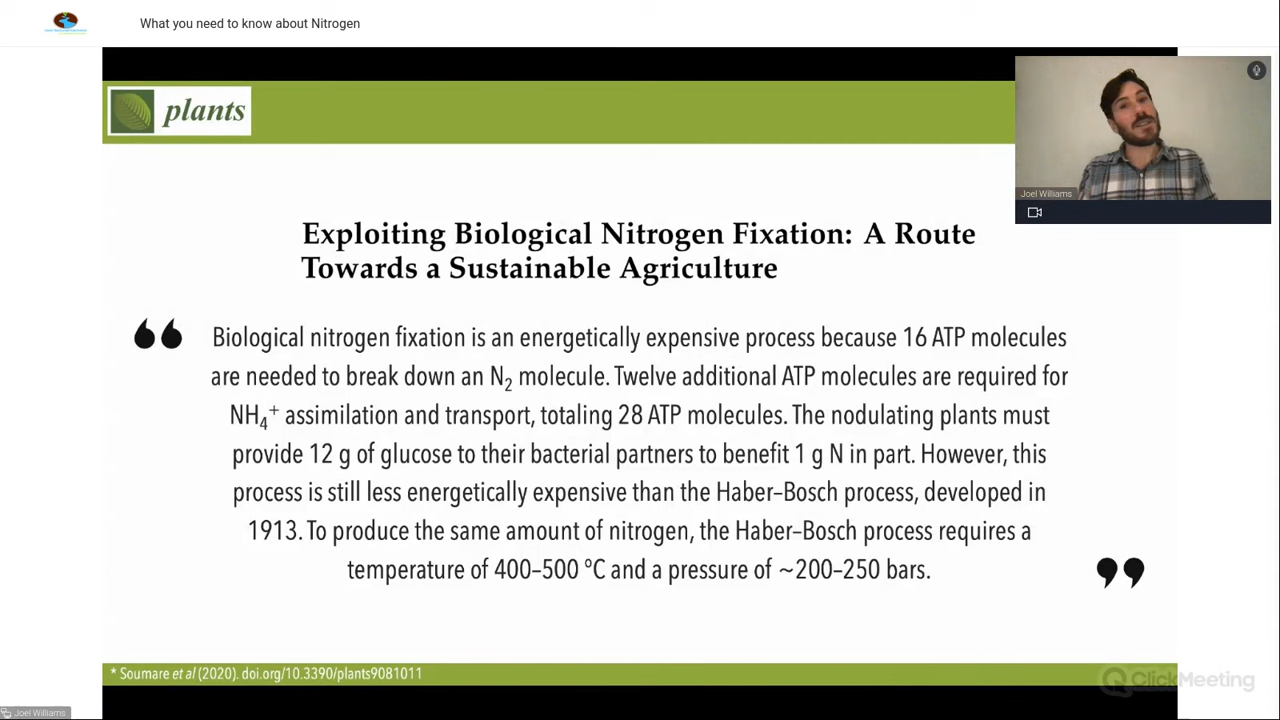 What you need to know about Nitrogen
plants
Joel Williams
Exploiting Biological Nitrogen Fixation: A Route
Towards a Sustainable Agriculture
“ Biological nitrogen fixation is an energetically expensive process because 16 ATP molecules
are needed to break down an N₂ molecule. Twelve additional ATP molecules are required for
NH₄⁺ assimilation and transport, totaling 28 ATP molecules. The nodulating plants must
provide 12 g of glucose to their bacterial partners to benefit 1 g N in part. However, this
process is still less energetically expensive than the Haber–Bosch process, developed in
1913. To produce the same amount of nitrogen, the Haber–Bosch process requires a
temperature of 400–500 °C and a pressure of ~200–250 bars. ”
* Soumare et al (2020). doi.org/10.3390/plants9081011
ClickMeeting
Joel Williams